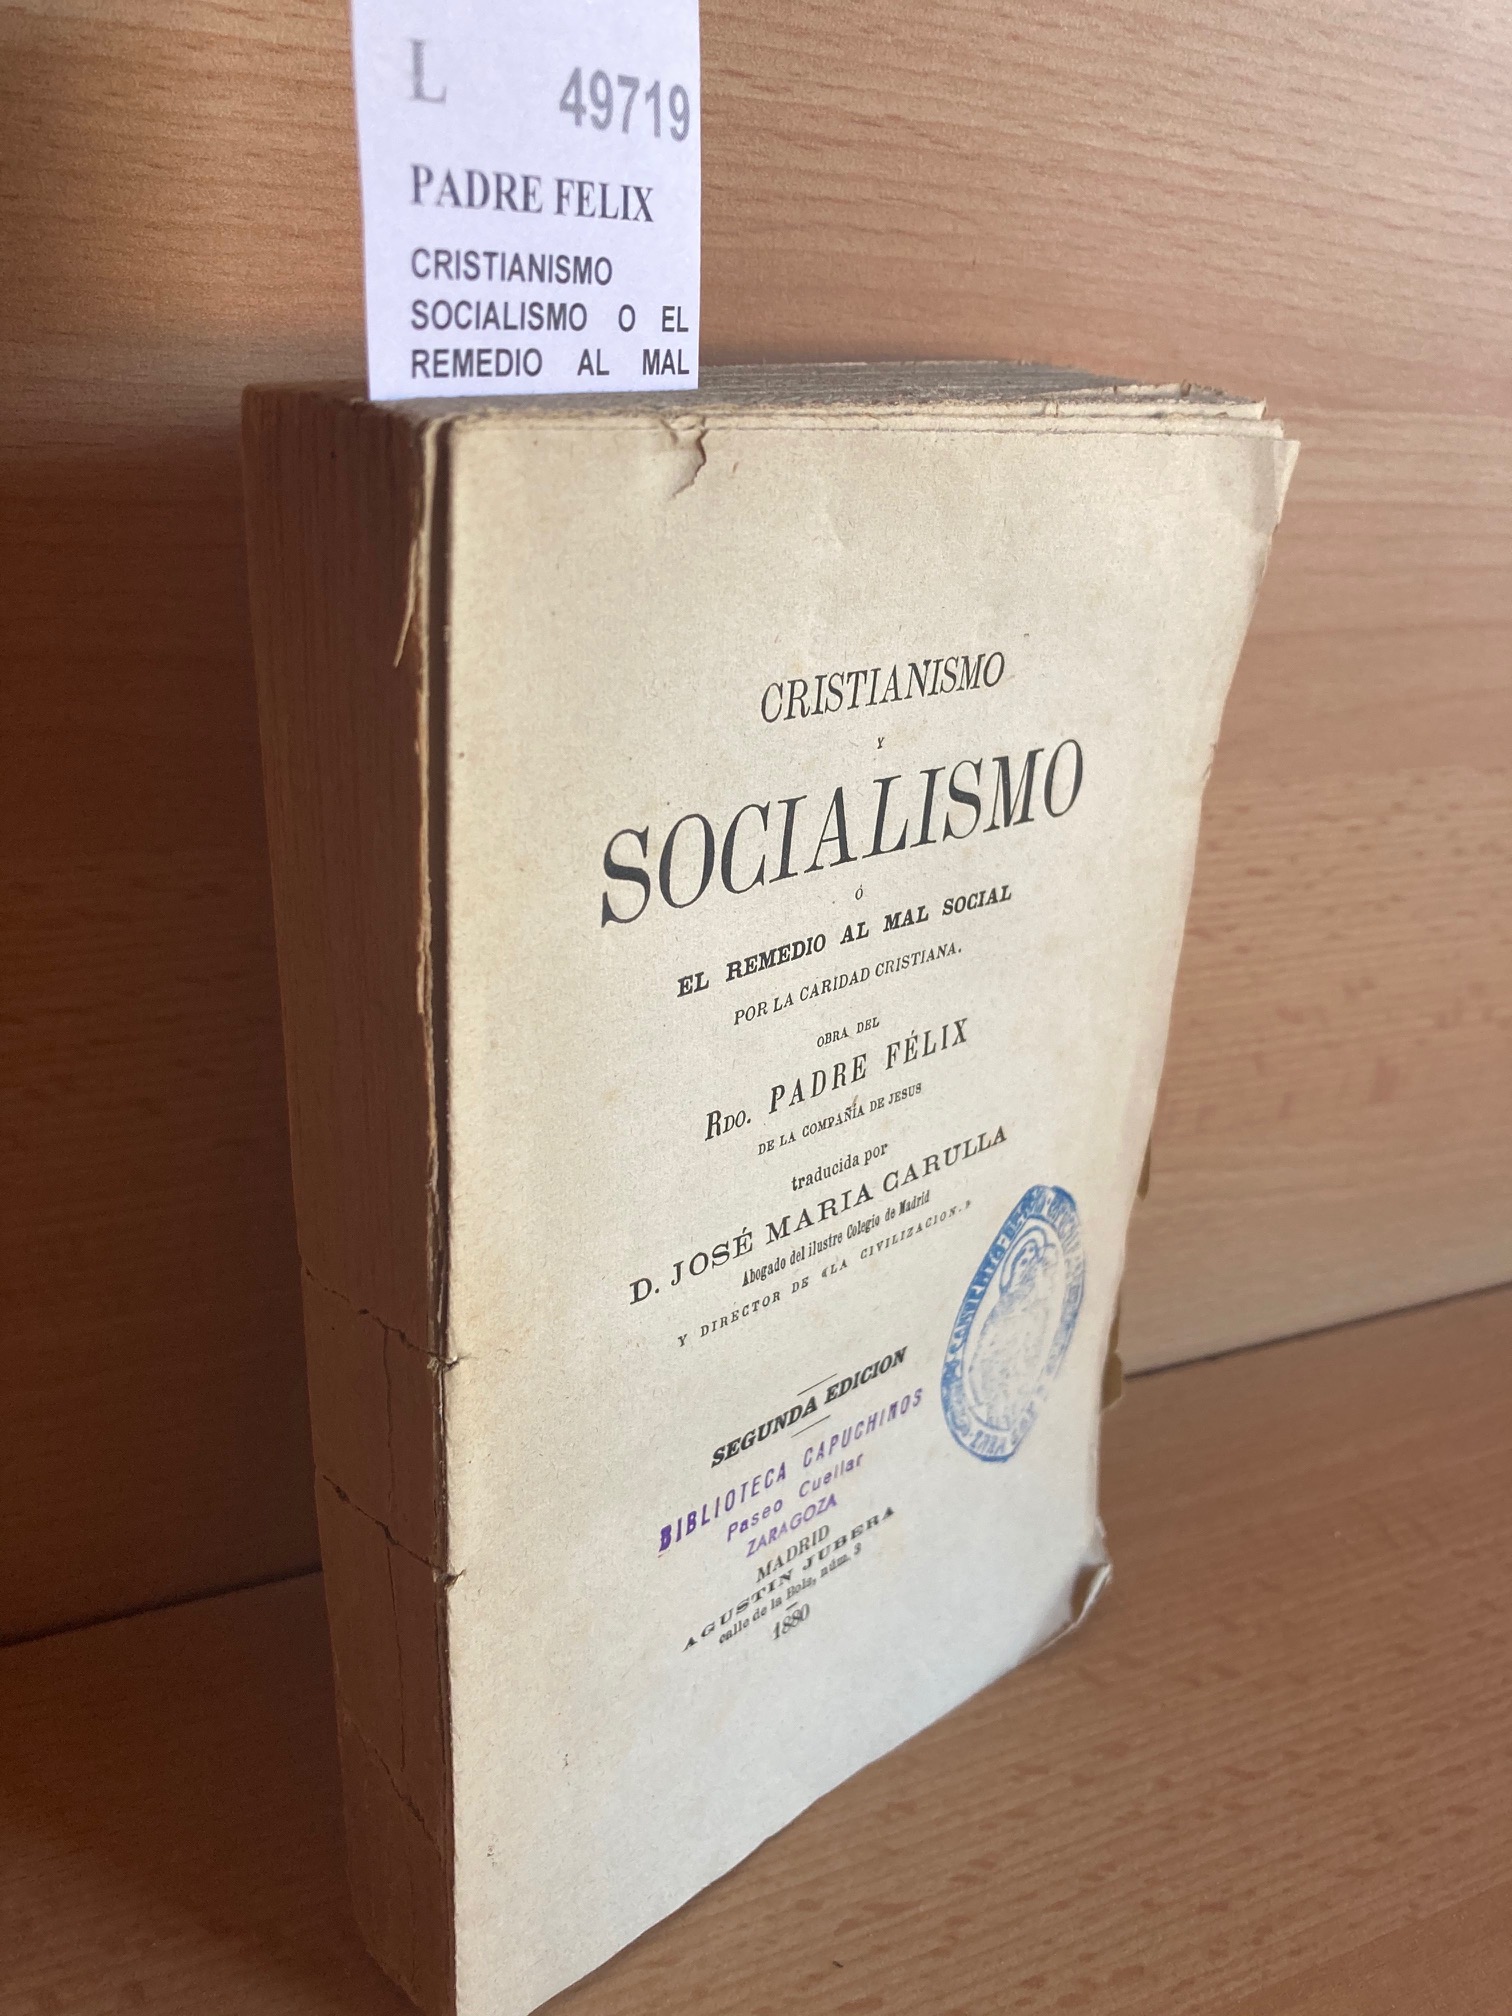 L 49719
PADRE FELIX
CRISTIANISMO
SOCIALISMO O EL
REMEDIO AL MAL
CRISTIANISMO
Y
SOCIALISMO
Ó
EL REMEDIO AL MAL SOCIAL
POR LA CARIDAD CRISTIANA.
OBRA DEL
RDO. PADRE FÉLIX
DE LA COMPAÑÍA DE JESUS
traducida por
D. JOSÉ MARIA CARULLA
Abogado del ilustre Colegio de Madrid
Y DIRECTOR DE «LA CIVILIZACION.»
SEGUNDA EDICION
BIBLIOTECA CAPUCHINOS
Paseo Cuellar
ZARAGOZA
MADRID
AGUSTIN JUBERA
calle de la Bola, núm. 3
1880